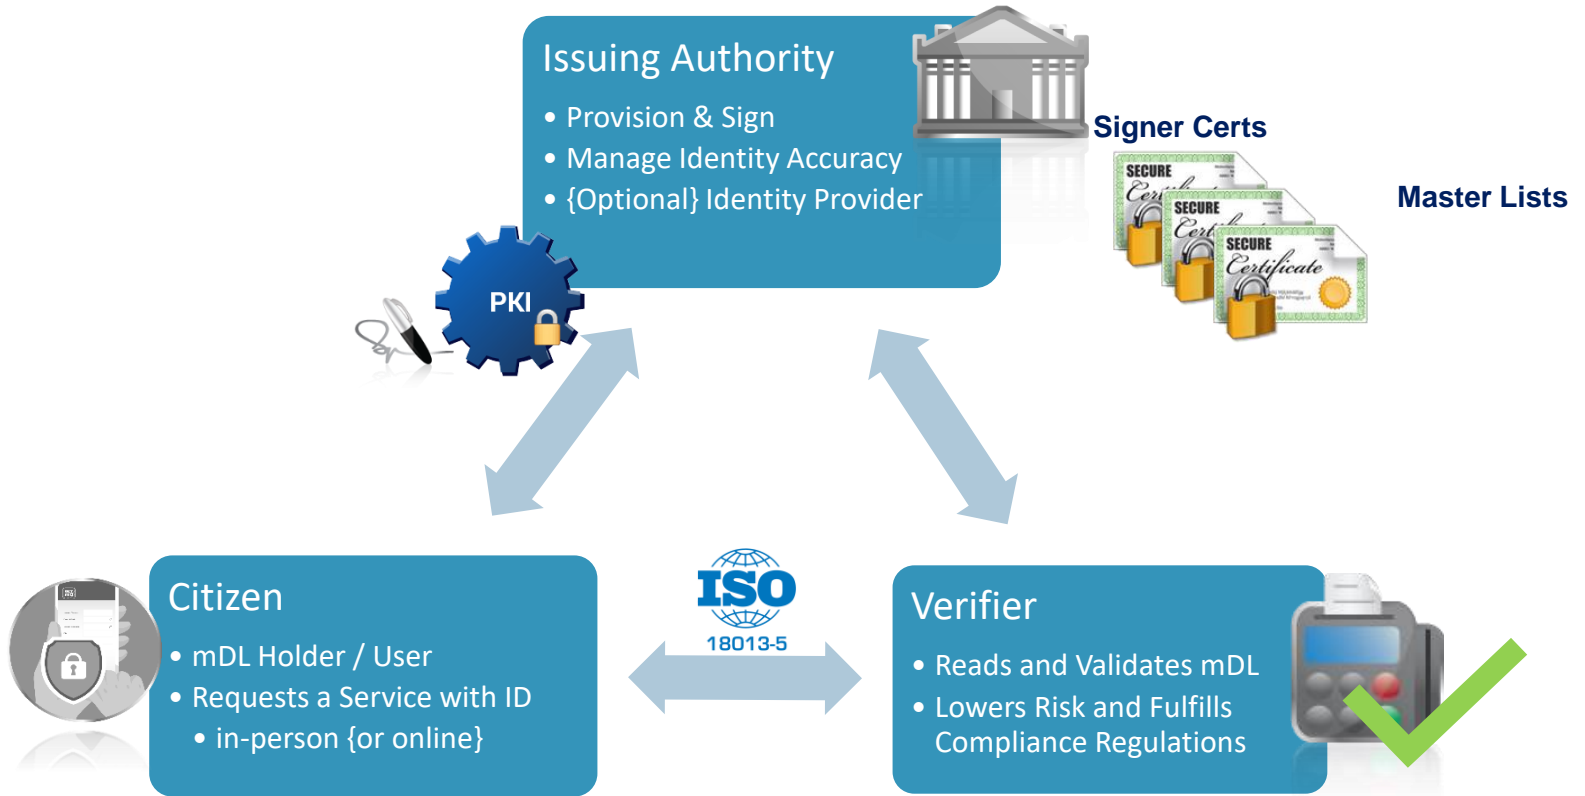 Issuing Authority
• Provision & Sign
• Manage Identity Accuracy
• {Optional} Identity Provider
Signer Certs
SECURE
Certificate
SECURE
Certificate
SECURE
Certificate
Master Lists
PKI
Citizen
• mDL Holder / User
• Requests a Service with ID
• in-person {or online}
ISO
18013-5
Verifier
• Reads and Validates mDL
• Lowers Risk and Fulfills
Compliance Regulations